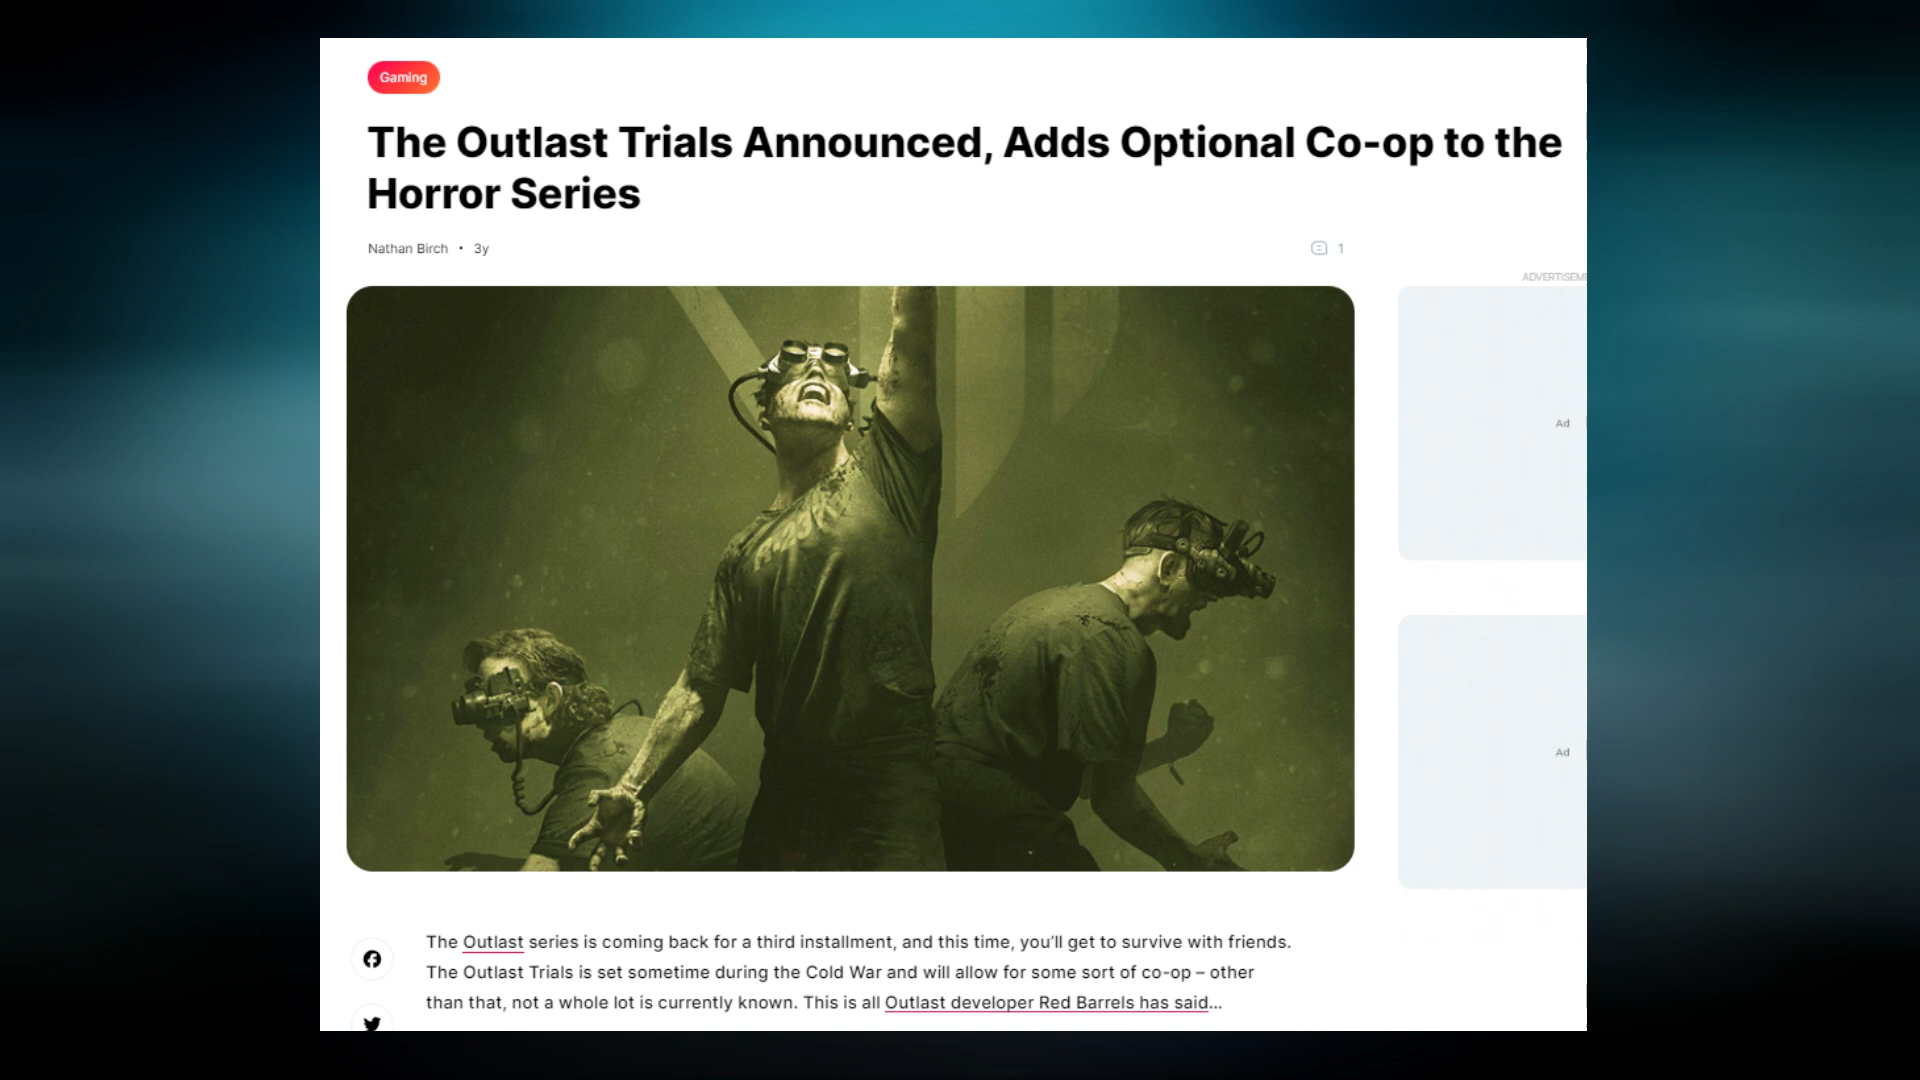 Gaming
The Outlast Trials Announced, Adds Optional Co-op to the
Horror Series
Nathan Birch • 3y
1
Ad
Ad
The Outlast series is coming back for a third installment, and this time, you’ll get to survive with friends.
The Outlast Trials is set sometime during the Cold War and will allow for some sort of co-op – other
than that, not a whole lot is currently known. This is all Outlast developer Red Barrels has said...